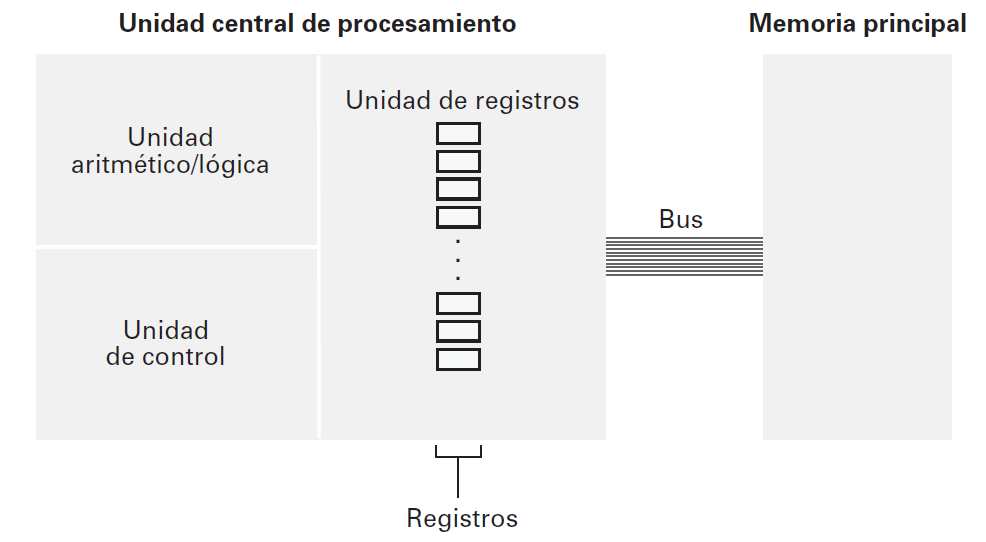 Unidad central de procesamiento
Memoria principal
Unidad
aritmético/lógica
Unidad de registros
Bus
Unidad
de control
Registros